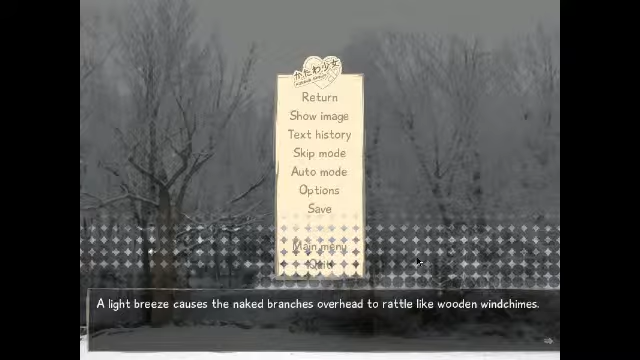 かたわ少女
Return
Show image
Text history
Skip mode
Auto mode
Options
Save
Main menu
Quit
A light breeze causes the naked branches overhead to rattle like wooden windchimes.